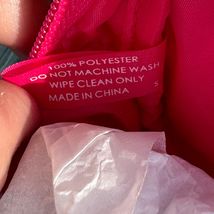 100% POLYESTER
DO NOT MACHINE WASH
WIPE CLEAN ONLY
MADE IN CHINA
S